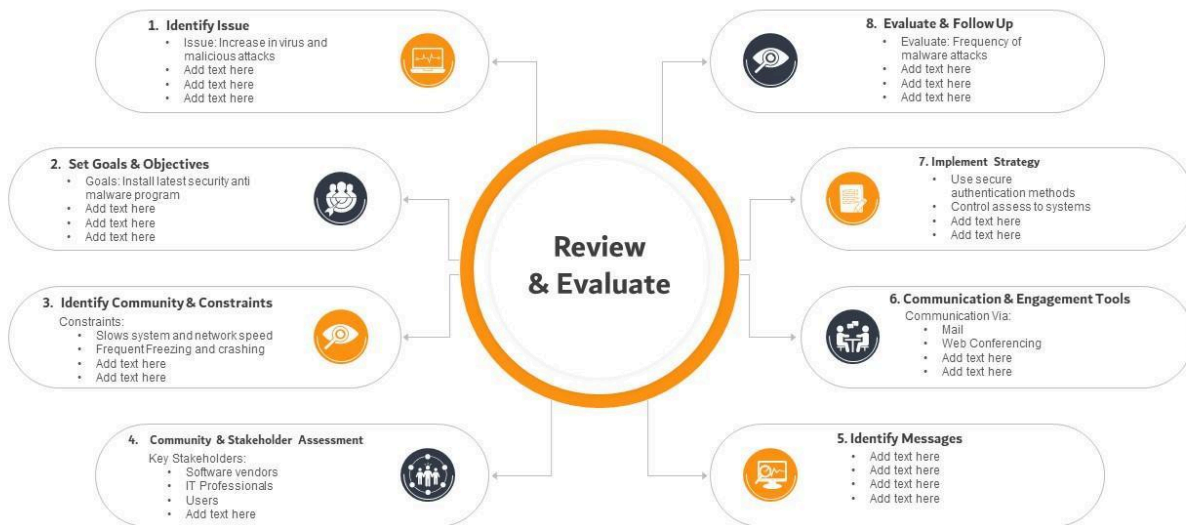 1. Identify Issue
• Issue: Increase in virus and
malicious attacks
• Add text here
• Add text here
• Add text here
2. Set Goals & Objectives
• Goals: Install latest security anti
malware program
• Add text here
• Add text here
• Add text here
3. Identify Community & Constraints
Constraints:
• Slows system and network speed
• Frequent Freezing and crashing
• Add text here
• Add text here
4. Community & Stakeholder Assessment
Key Stakeholders:
• Software vendors
• IT Professionals
• Users
• Add text here
Review
& Evaluate
8. Evaluate & Follow Up
• Evaluate: Frequency of
malware attacks
• Add text here
• Add text here
• Add text here
7. Implement Strategy
• Use secure
authentication methods
• Control assess to systems
• Add text here
• Add text here
6. Communication & Engagement Tools
Communication Via:
• Mail
• Web Conferencing
• Add text here
• Add text here
5. Identify Messages
• Add text here
• Add text here
• Add text here
• Add text here